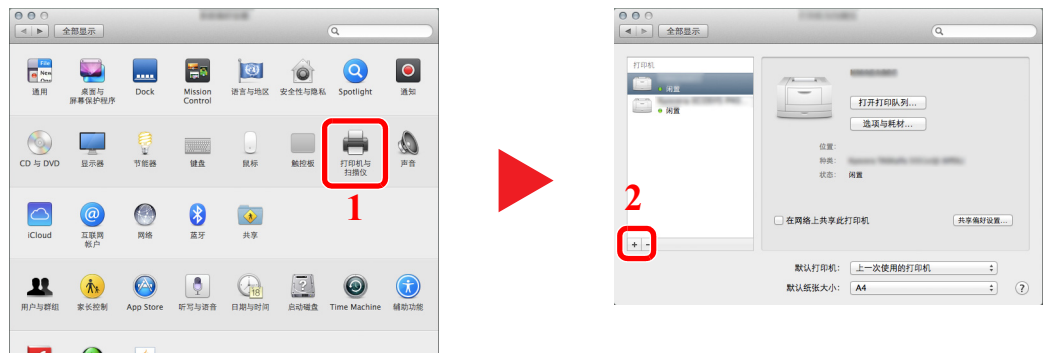 全部显示
File
New
One
通用
桌面与
屏幕保护程序
Dock
Mission
Control
语言与地区
安全性与隐私
Spotlight
通知
CD 与 DVD
显示器
节能器
键盘
鼠标
触控板
打印机与
扫描仪
声音
1
iCloud
互联网
帐户
网络
蓝牙
共享
用户与群组
家长控制
App Store
听写与语音
18
日期与时间
启动磁盘
Time Machine
辅助功能
全部显示
打印机
闲置
闲置
打开打印队列...
选项与耗材...
位置:
种类:
状态: 闲置
2
在网络上共享此打印机
共享偏好设置...
+ -
默认打印机: 上一次使用的打印机
默认纸张大小: A4
?